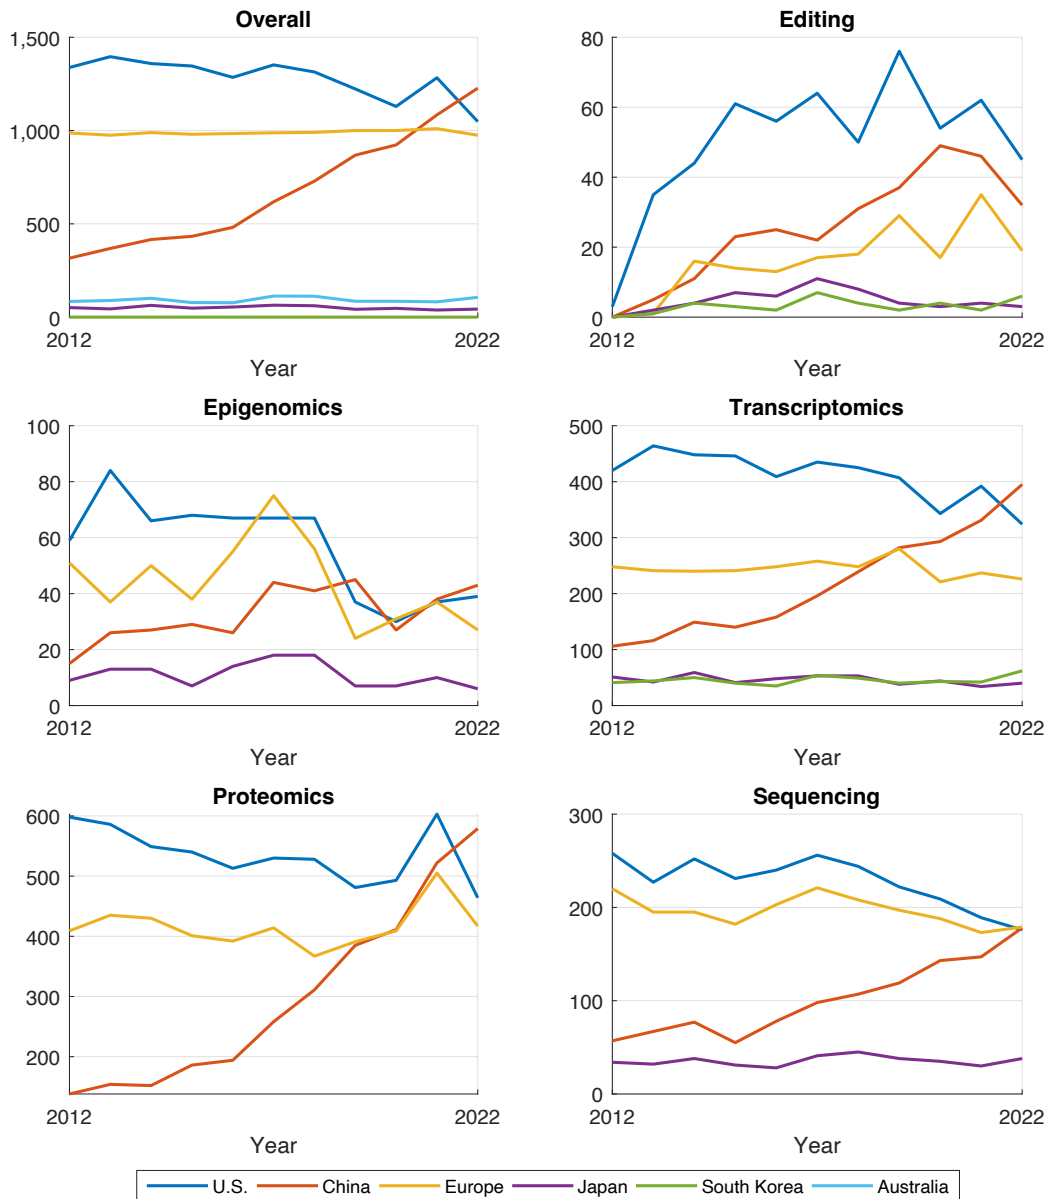 Overall
1,500
1,000
500
0
2012 2022
Year
Editing
80
60
40
20
0
2012 2022
Year
Epigenomics
100
80
60
40
20
0
2012 2022
Year
Transcriptomics
500
400
300
200
100
0
2012 2022
Year
Proteomics
600
500
400
300
200
2012 2022
Year
Sequencing
300
200
100
0
2012 2022
Year
U.S. China Europe Japan South Korea Australia